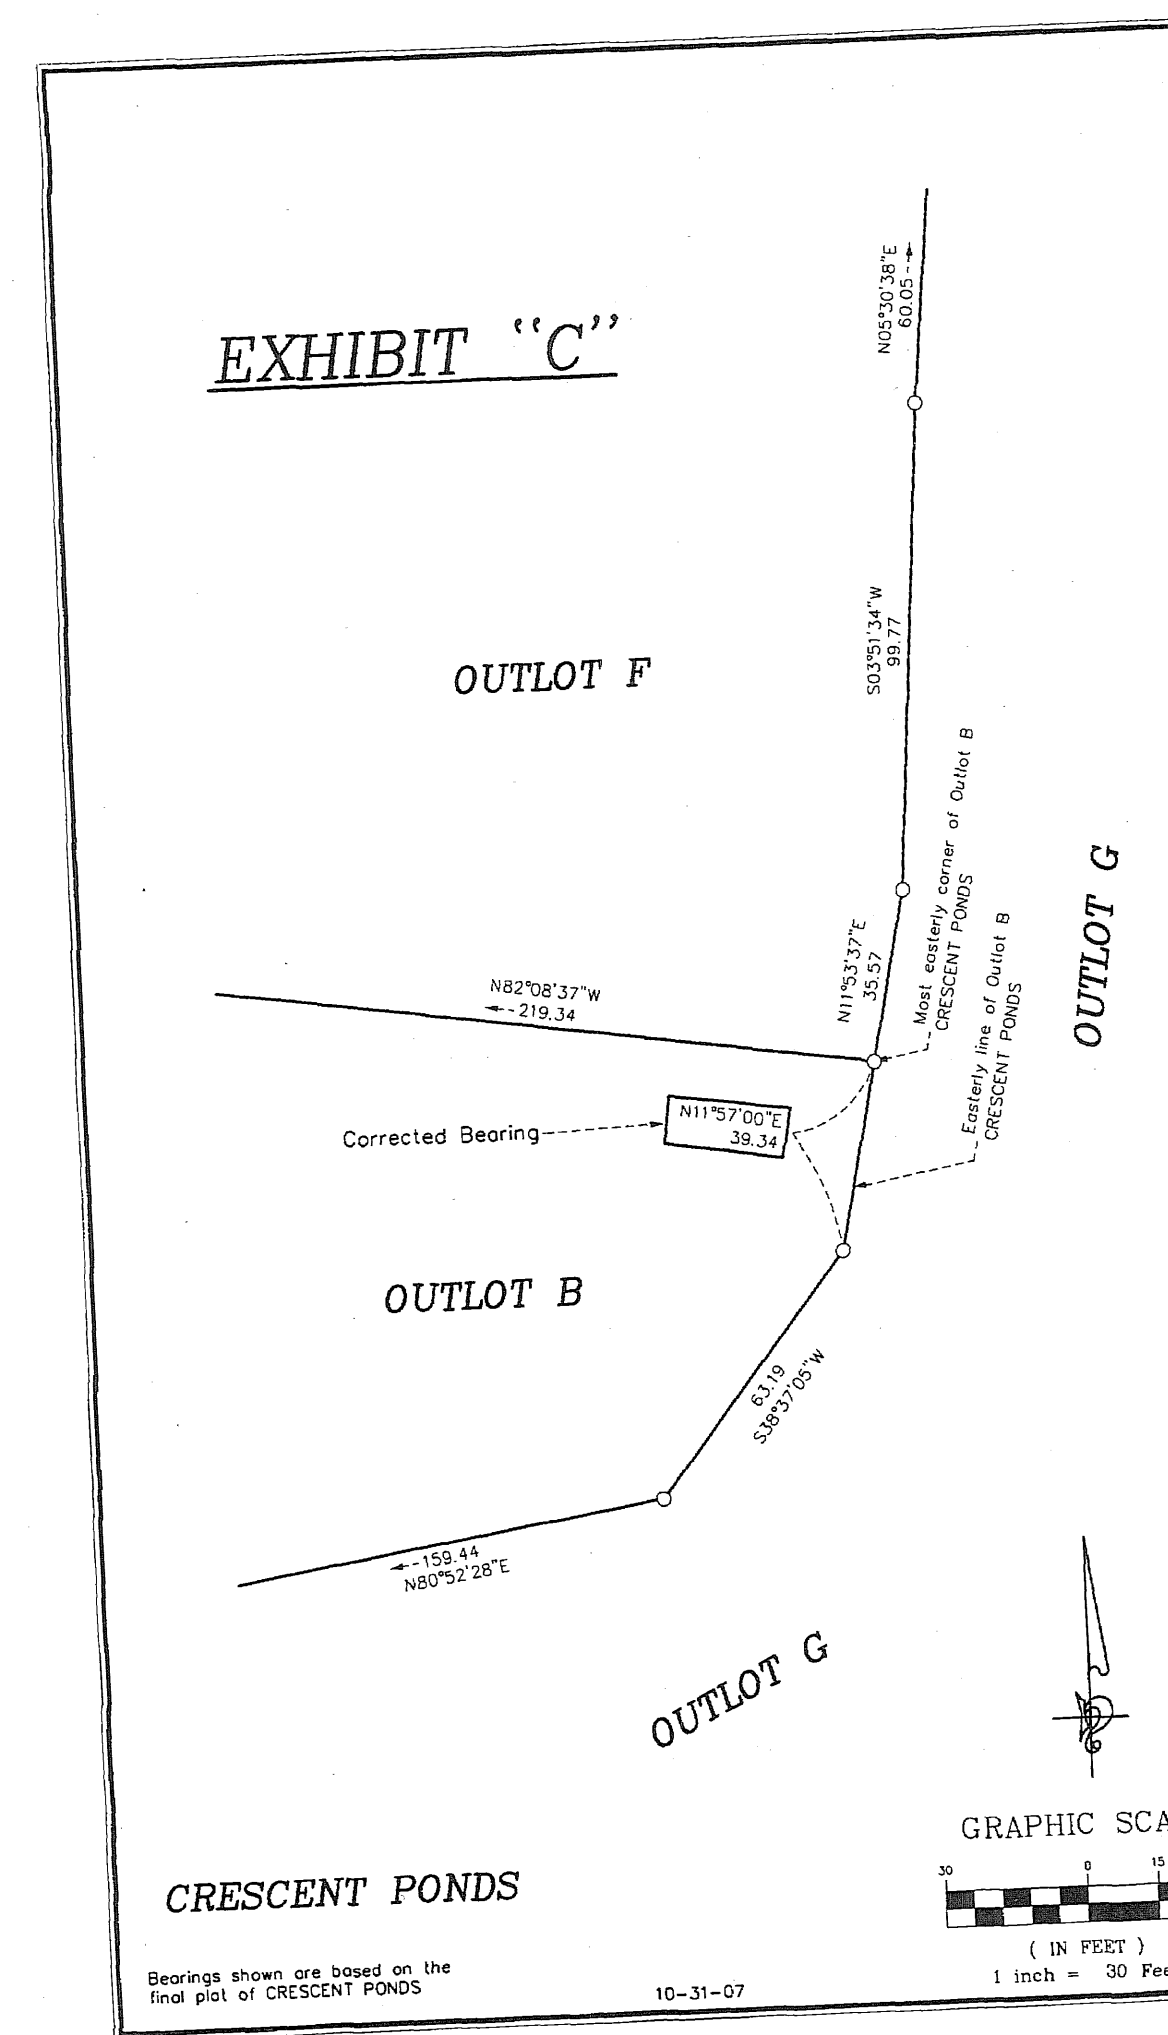 EXHIBIT "C"
N05°30'38"E
60.05
S03°51'34"W
99.77
OUTLOT F
Most easterly corner of Outlot B
CRESCENT PONDS
Easterly line of Outlot B
CRESCENT PONDS
OUTLOT G
N11°53'37"E
35.57
N82°08'37"W
219.34
N11°57'00"E
39.34
Corrected Bearing
OUTLOT B
63.19
S38°37'05"W
159.44
N80°52'28"E
OUTLOT G
GRAPHIC SCA
30 0 15
( IN FEET )
1 inch = 30 Fee
CRESCENT PONDS
Bearings shown are based on the
final plat of CRESCENT PONDS
10-31-07